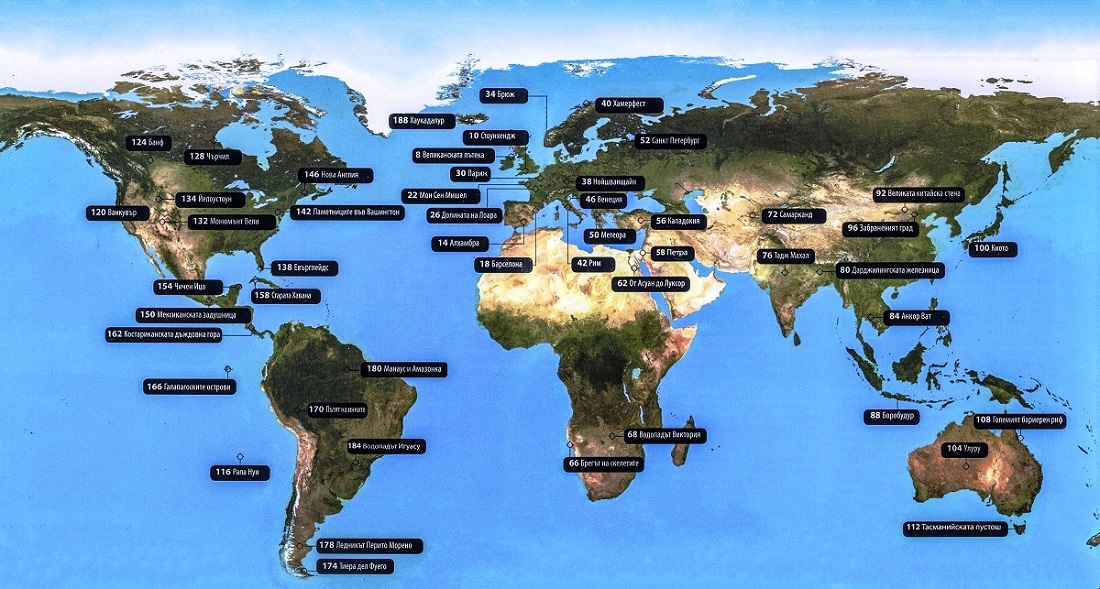 34 Брюж
40 Хамерфест
188 Хаукадалур
10 Стоунхендж
52 Санкт Петербург
124 Банф
128 Чърчил
8 Великанската пътека
146 Нова Англия
30 Париж
38 Нойшванщайн
22 Мон Сен Мишел
92 Великата китайска стена
134 Йелоустоун
46 Венеция
120 Ванкувър
142 Паметниците във Вашингтон
26 Долината на Лоара
72 Самарканд
132 Монюмънт Вели
56 Кападокия
96 Забраненият град
50 Метеора
14 Алхамбра
100 Киото
58 Петра
76 Тадж Махал
18 Барселона
42 Рим
138 Евърглейдс
80 Дарджилингската железница
62 От Асуан до Луксор
154 Чичен Ица
158 Старата Хавана
150 Мексиканската задушница
84 Анкор Ват
162 Костариканската дъждовна гора
180 Манаус и Амазонка
166 Галапагоските острови
170 Пътят на инките
88 Боробудур
108 Големият бариерен риф
68 Водопадът Виктория
184 Водопадът Игуасу
104 Улуру
66 Брегът на скелетите
116 Рапа Нуи
112 Тасманийската пустош
178 Ледникът Перито Морено
174 Тиера дел Фуего